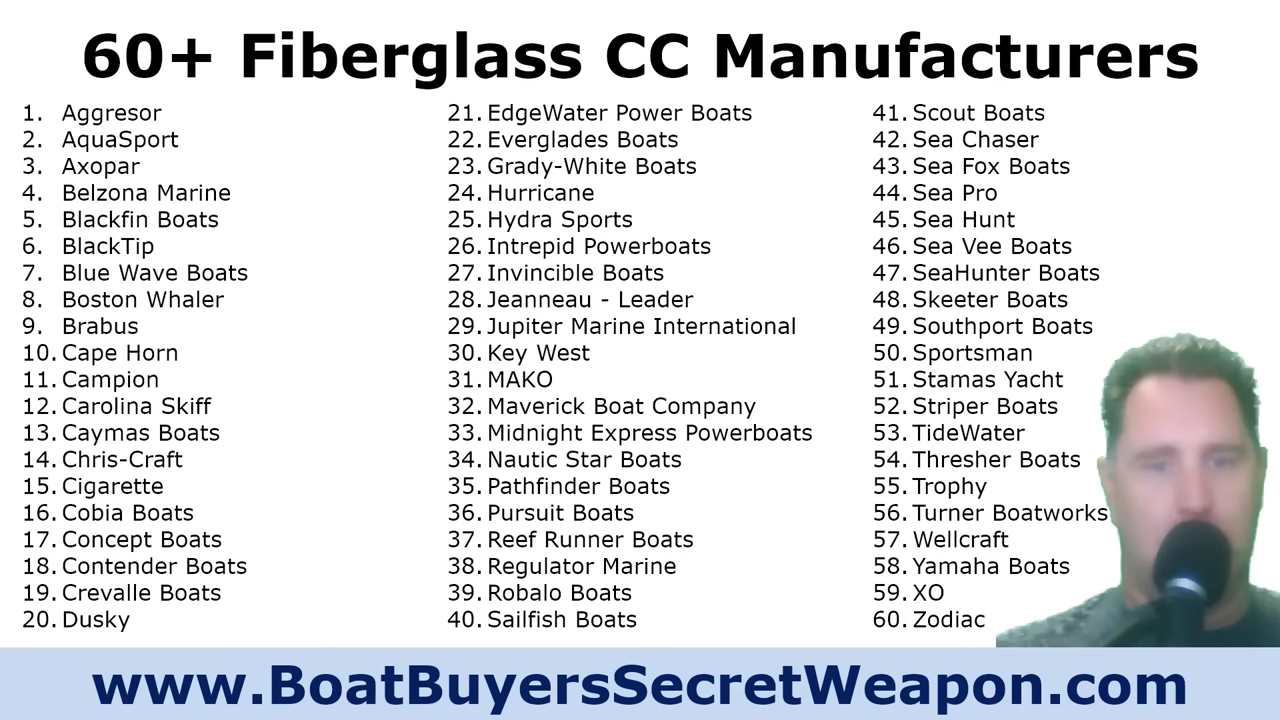 60+ Fiberglass CC Manufacturers
1. Aggresor
2. AquaSport
3. Axopar
4. Belzona Marine
5. Blackfin Boats
6. BlackTip
7. Blue Wave Boats
8. Boston Whaler
9. Brabus
10. Cape Horn
11. Campion
12. Carolina Skiff
13. Caymas Boats
14. Chris-Craft
15. Cigarette
16. Cobia Boats
17. Concept Boats
18. Contender Boats
19. Crevalle Boats
20. Dusky
21. EdgeWater Power Boats
22. Everglades Boats
23. Grady-White Boats
24. Hurricane
25. Hydra Sports
26. Intrepid Powerboats
27. Invincible Boats
28. Jeanneau - Leader
29. Jupiter Marine International
30. Key West
31. MAKO
32. Maverick Boat Company
33. Midnight Express Powerboats
34. Nautic Star Boats
35. Pathfinder Boats
36. Pursuit Boats
37. Reef Runner Boats
38. Regulator Marine
39. Robalo Boats
40. Sailfish Boats
41. Scout Boats
42. Sea Chaser
43. Sea Fox Boats
44. Sea Pro
45. Sea Hunt
46. Sea Vee Boats
47. SeaHunter Boats
48. Skeeter Boats
49. Southport Boats
50. Sportsman
51. Stamas Yacht
52. Striper Boats
53. TideWater
54. Thresher Boats
55. Trophy
56. Turner Boatworks
57. Wellcraft
58. Yamaha Boats
59. XO
60. Zodiac
www.BoatBuyersSecretWeapon.com